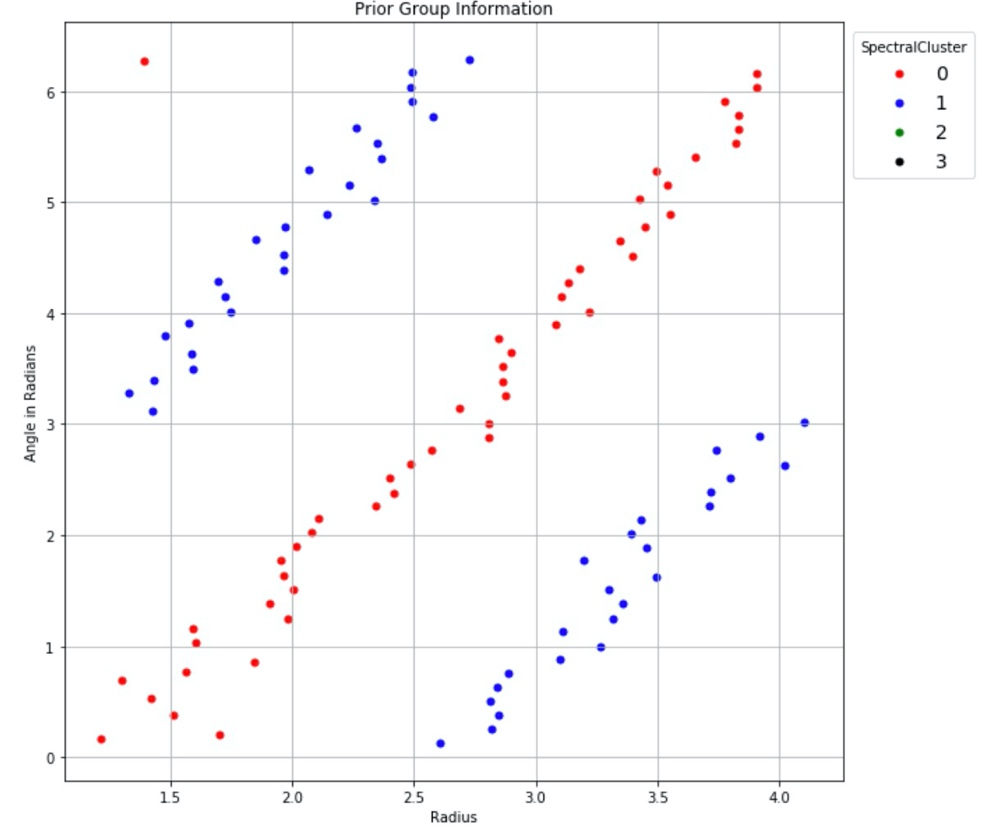 Prior Group Information
SpectralCluster
0
1
2
3
6
5
4
3
2
1
0
Angle in Radians
1.5 2.0 2.5 3.0 3.5 4.0
Radius